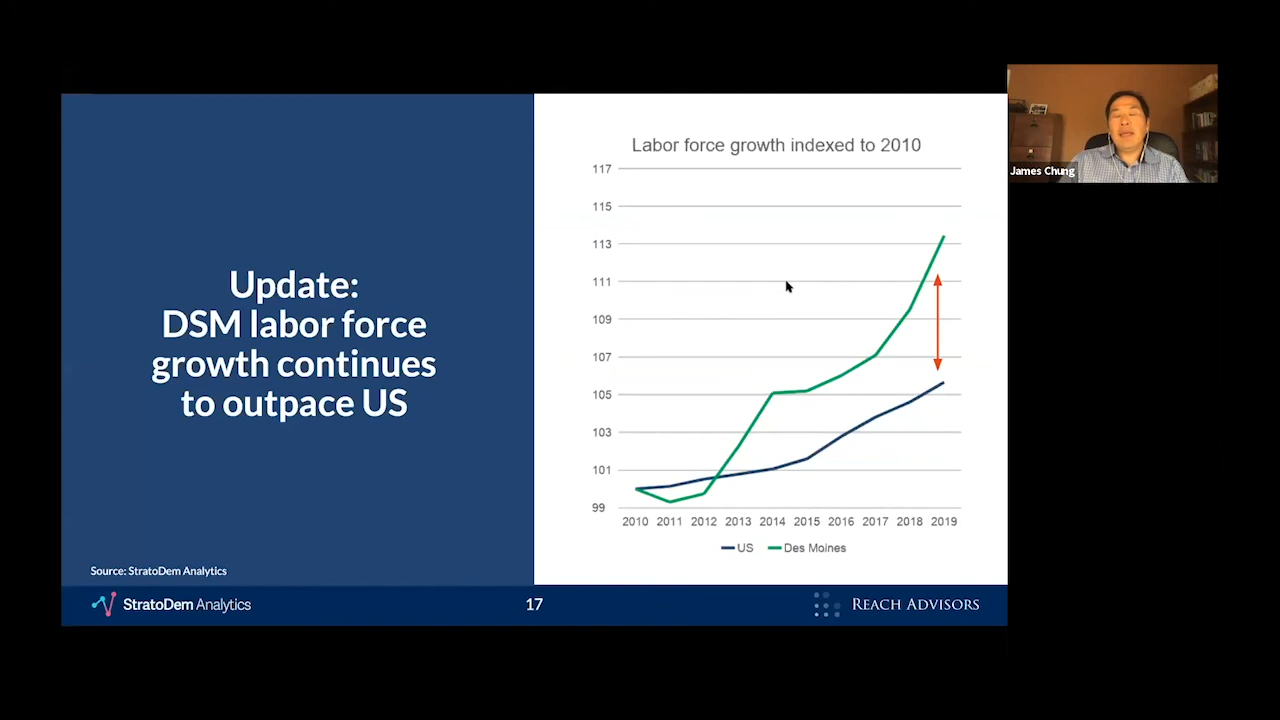 Update:
DSM labor force
growth continues
to outpace US
Source: StratoDem Analytics
StratoDem Analytics
17
REACH ADVISORS
Labor force growth indexed to 2010
117
115
113
111
109
107
105
103
101
99
2010 2011 2012 2013 2014 2015 2016 2017 2018 2019
US Des Moines
James Chung